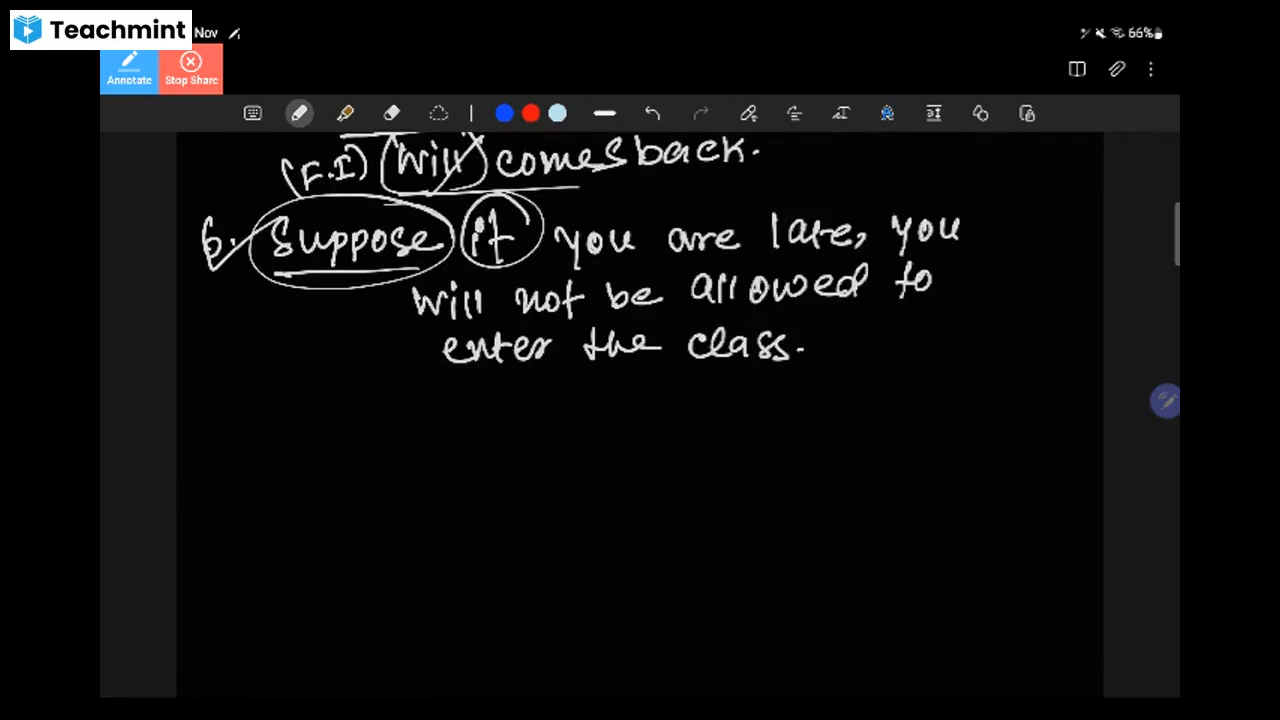 Teachmint
Nov
66%
Annotate
Stop Share
(F.I) Will comes back.
6. Suppose if you are late, you
will not be allowed to
enter the class.